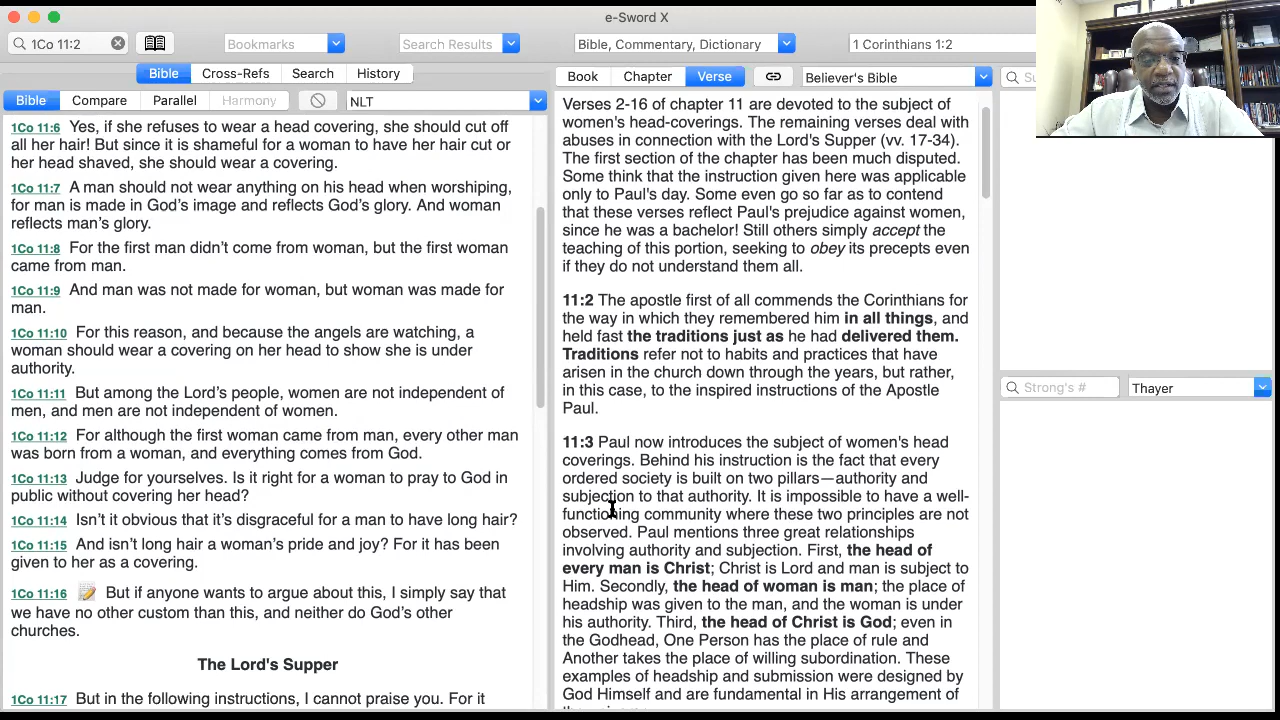 e-Sword X
1Co 11:2
Bookmarks
Search Results
Bible, Commentary, Dictionary
1 Corinthians 1:2
Bible
Cross-Refs
Search
History
Bible
Compare
Parallel
Harmony
NLT
1Co 11:6 Yes, if she refuses to wear a head covering, she should cut off
all her hair! But since it is shameful for a woman to have her hair cut or
her head shaved, she should wear a covering.
1Co 11:7 A man should not wear anything on his head when worshiping,
for man is made in God's image and reflects God's glory. And woman
reflects man's glory.
1Co 11:8 For the first man didn't come from woman, but the first woman
came from man.
1Co 11:9 And man was not made for woman, but woman was made for
man.
1Co 11:10 For this reason, and because the angels are watching, a
woman should wear a covering on her head to show she is under
authority.
1Co 11:11 But among the Lord's people, women are not independent of
men, and men are not independent of women.
1Co 11:12 For although the first woman came from man, every other man
was born from a woman, and everything comes from God.
1Co 11:13 Judge for yourselves. Is it right for a woman to pray to God in
public without covering her head?
1Co 11:14 Isn't it obvious that it's disgraceful for a man to have long hair?
1Co 11:15 And isn't long hair a woman's pride and joy? For it has been
given to her as a covering.
1Co 11:16 But if anyone wants to argue about this, I simply say that
we have no other custom than this, and neither do God's other
churches.
The Lord's Supper
1Co 11:17 But in the following instructions, I cannot praise you. For it
Book
Chapter
Verse
Believer's Bible
Verses 2-16 of chapter 11 are devoted to the subject of
women's head-coverings. The remaining verses deal with
abuses in connection with the Lord's Supper (vv. 17-34).
The first section of the chapter has been much disputed.
Some think that the instruction given here was applicable
only to Paul's day. Some even go so far as to contend
that these verses reflect Paul's prejudice against women,
since he was a bachelor! Still others simply accept the
teaching of this portion, seeking to obey its precepts even
if they do not understand them all.
11:2 The apostle first of all commends the Corinthians for
the way in which they remembered him in all things, and
held fast the traditions just as he had delivered them.
Traditions refer not to habits and practices that have
arisen in the church down through the years, but rather,
in this case, to the inspired instructions of the Apostle
Paul.
11:3 Paul now introduces the subject of women's head
coverings. Behind his instruction is the fact that every
ordered society is built on two pillars—authority and
subjection to that authority. It is impossible to have a well-
functioning community where these two principles are not
observed. Paul mentions three great relationships
involving authority and subjection. First, the head of
every man is Christ; Christ is Lord and man is subject to
Him. Secondly, the head of woman is man; the place of
headship was given to the man, and the woman is under
his authority. Third, the head of Christ is God; even in
the Godhead, One Person has the place of rule and
Another takes the place of willing subordination. These
examples of headship and submission were designed by
God Himself and are fundamental in His arrangement of
Strong's #
Thayer